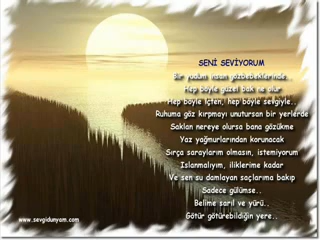 SENİ SEVİYORUM
Bir yudum insan gözbebeklerinde..
Hep böyle güzel bak ne olur
Hep böyle içten, hep böyle sevgiyle..
Ruhuma göz kırpmayı unutursan bir yerlerde
Saklan nereye olursa bana gözükme
Yaz yağmurlarından korunacak
Sırça saraylarım olmasın, istemiyorum
Islanmalıyım, iliklerime kadar
Ve sen su damlayan saçlarıma bakıp
Sadece gülümse..
Belime sarıl ve yürü..
Götür götürebildiğin yere..
www.sevgidunyam.com